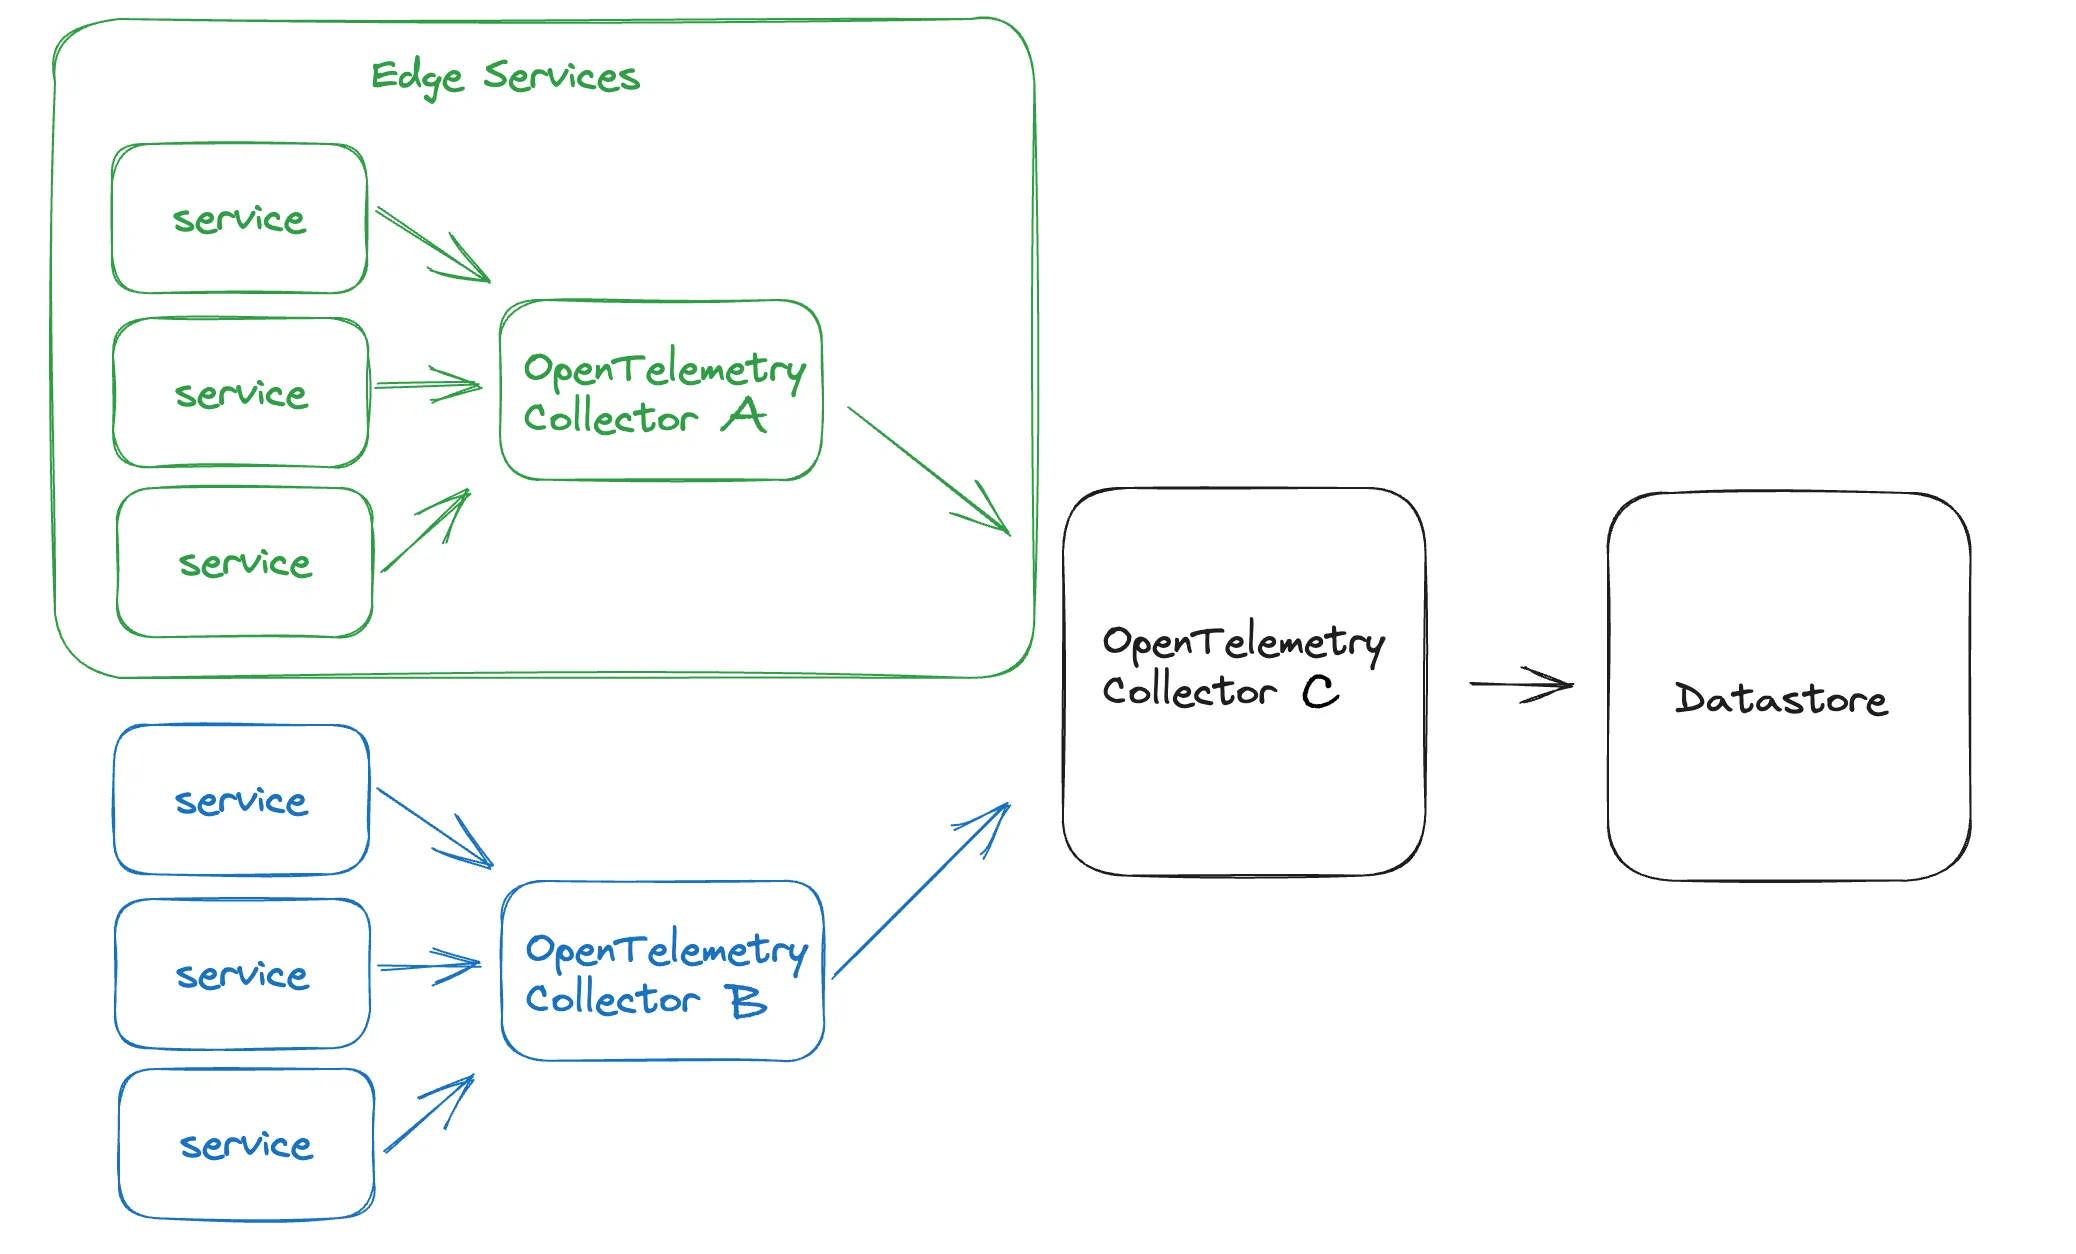 Edge Services
service
service
service
OpenTelemetry
Collector A
service
service
service
OpenTelemetry
Collector B
OpenTelemetry
Collector C
Datastore